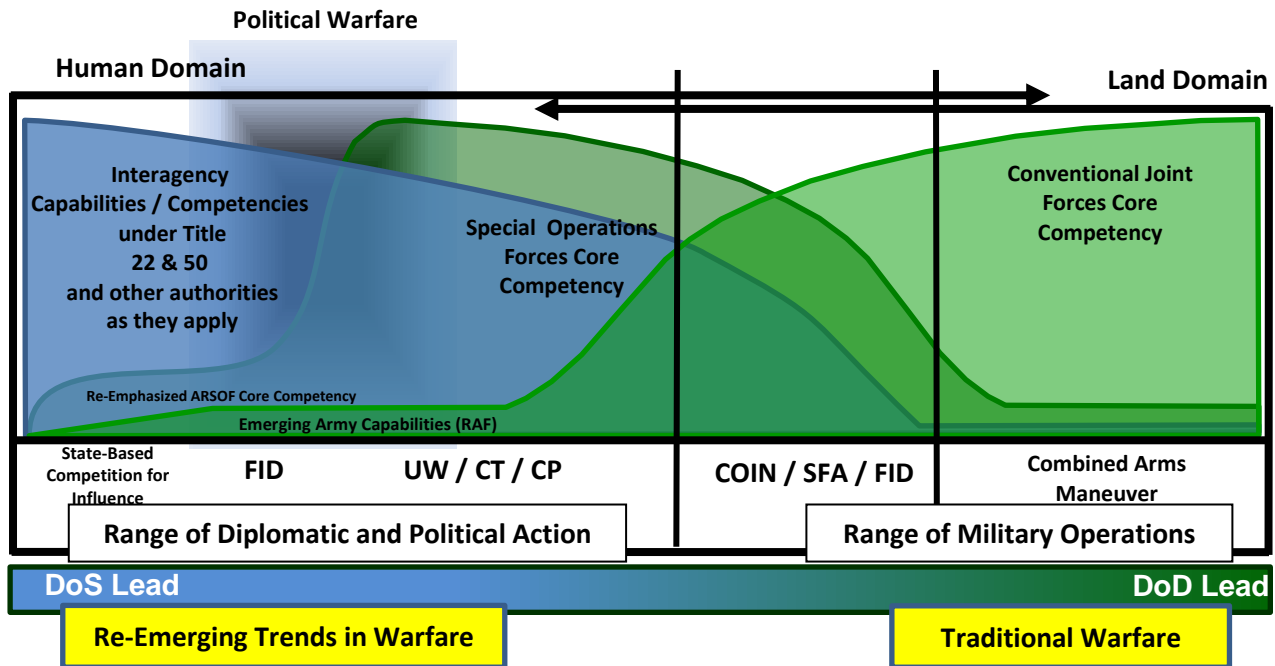 Political Warfare
Human Domain
Land Domain
Interagency
Capabilities / Competencies
under Title
22 & 50
and other authorities
as they apply
Special Operations
Forces Core
Competency
Conventional Joint
Forces Core
Competency
Re-Emphasized ARSOF Core Competency
Emerging Army Capabilities (RAF)
State-Based
Competition for
Influence
FID
UW / CT / CP
COIN / SFA / FID
Combined Arms
Maneuver
Range of Diplomatic and Political Action
Range of Military Operations
DoS Lead
DoD Lead
Re-Emerging Trends in Warfare
Traditional Warfare